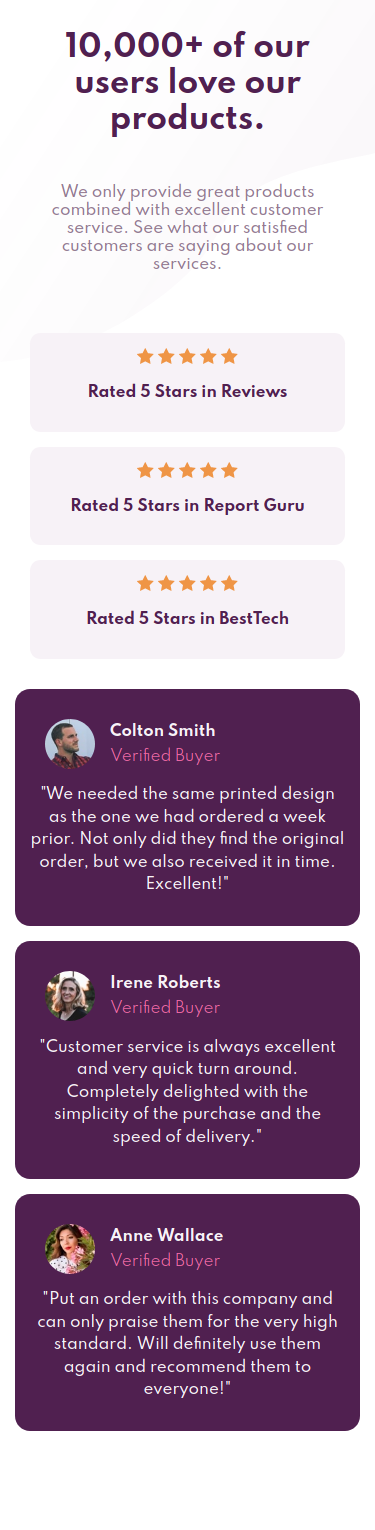 10,000+ of our
users love our
products.
We only provide great products
combined with excellent customer
service. See what our satisfied
customers are saying about our
services.
Rated 5 Stars in Reviews
Rated 5 Stars in Report Guru
Rated 5 Stars in BestTech
Colton Smith
Verified Buyer
"We needed the same printed design
as the one we had ordered a week
prior. Not only did they find the original
order, but we also received it in time.
Excellent!"
Irene Roberts
Verified Buyer
"Customer service is always excellent
and very quick turn around.
Completely delighted with the
simplicity of the purchase and the
speed of delivery."
Anne Wallace
Verified Buyer
"Put an order with this company and
can only praise them for the very high
standard. Will definitely use them
again and recommend them to
everyone!"